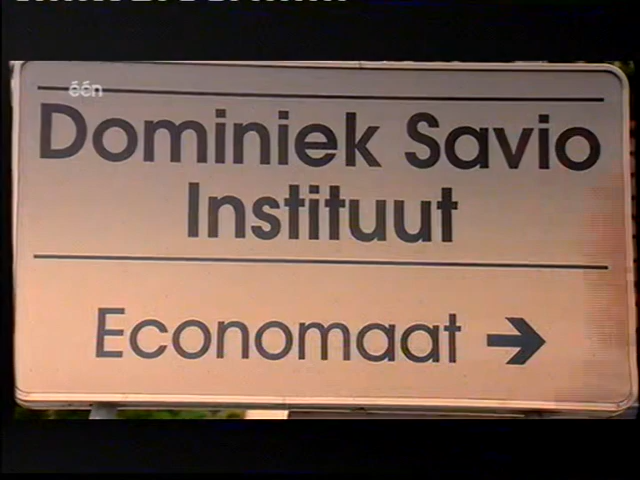 één
Dominiek Savio
Instituut
Economaat →